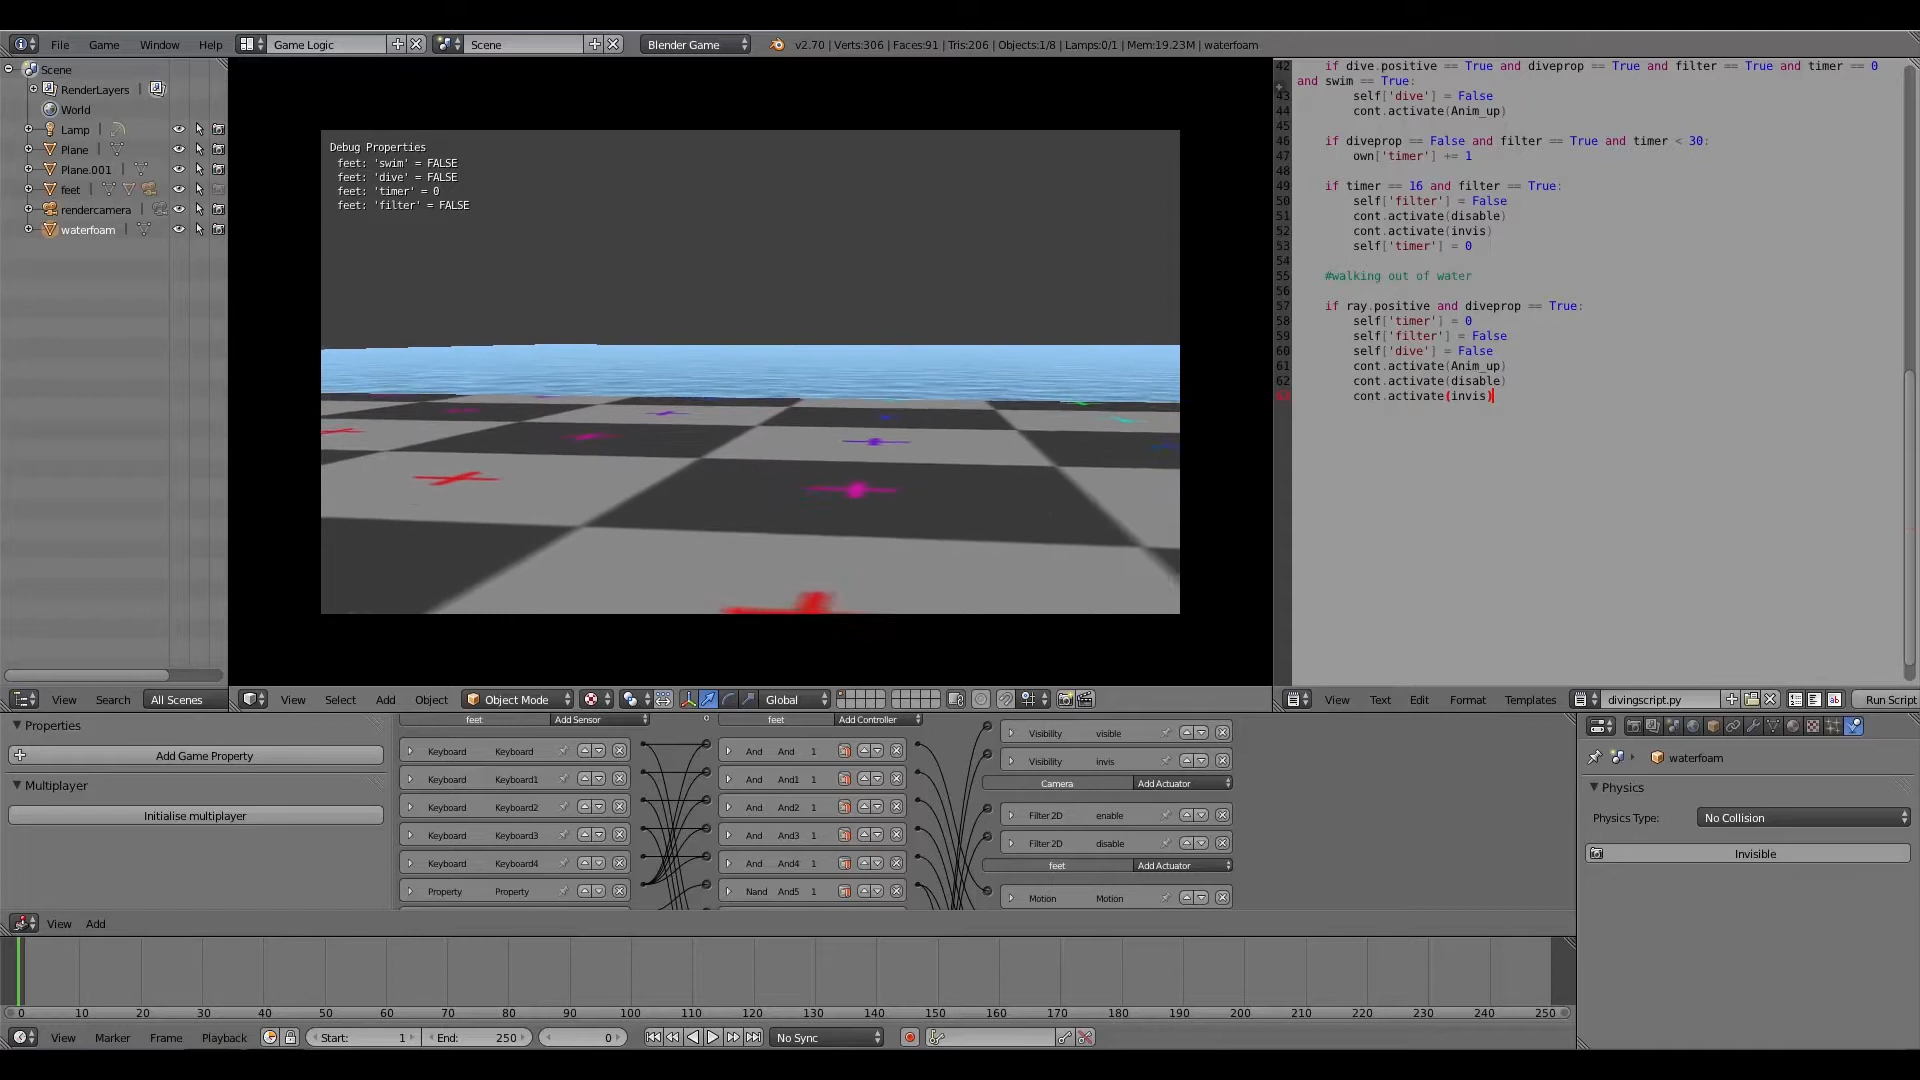 File Game Window Help Game Logic Scene Blender Game v2.70 | Verts:306 | Faces:91 | Tris:206 | Objects:1/8 | Lamps:0/1 | Mem:19.23M | waterfoam
Scene
RenderLayers
World
Lamp
Plane
Plane.001
feet
rendercamera
waterfoam
Debug Properties
feet: 'swim' = FALSE
feet: 'dive' = FALSE
feet: 'timer' = 0
feet: 'filter' = FALSE
42 if dive.positive == True and diveprop == True and filter == True and timer == 0
and swim == True:
43 self['dive'] = False
44 cont.activate(Anim_up)
45
46 if diveprop == False and filter == True and timer < 30:
47 own['timer'] += 1
48
49 if timer == 16 and filter == True:
50 self['filter'] = False
51 cont.activate(disable)
52 cont.activate(invis)
53 self['timer'] = 0
54
55 #walking out of water
56
57 if ray.positive and diveprop == True:
58 self['timer'] = 0
59 self['filter'] = False
60 self['dive'] = False
61 cont.activate(Anim_up)
62 cont.activate(disable)
63 cont.activate(invis)
View Search All Scenes
View Select Add Object Object Mode Global
View Text Edit Format Templates divingscript.py Run Script
Properties
Add Game Property
Multiplayer
Initialise multiplayer
feet Add Sensor
Keyboard Keyboard
Keyboard Keyboard1
Keyboard Keyboard2
Keyboard Keyboard3
Keyboard Keyboard4
Property Property
feet Add Controller
And And 1
And And1 1
And And2 1
And And3 1
And And4 1
Nand And5 1
Visibility visible
Visibility invis
Camera Add Actuator
Filter 2D enable
Filter 2D disable
feet Add Actuator
Motion Motion
waterfoam
Physics
Physics Type: No Collision
Invisible
View Add
0 10 20 30 40 50 60 70 80 90 100 110 120 130 140 150 160 170 180 190 200 210 220 230 240 250
View Marker Frame Playback Start: 1 End: 250 0 No Sync